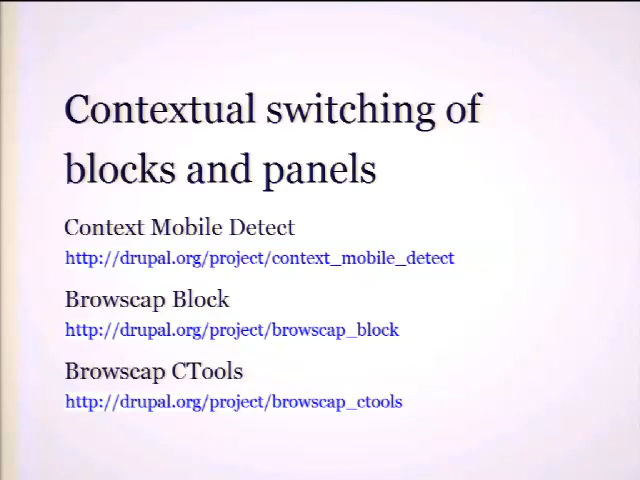 Contextual switching of
blocks and panels
Context Mobile Detect
http://drupal.org/project/context_mobile_detect
Browscap Block
http://drupal.org/project/browscap_block
Browscap CTools
http://drupal.org/project/browscap_ctools